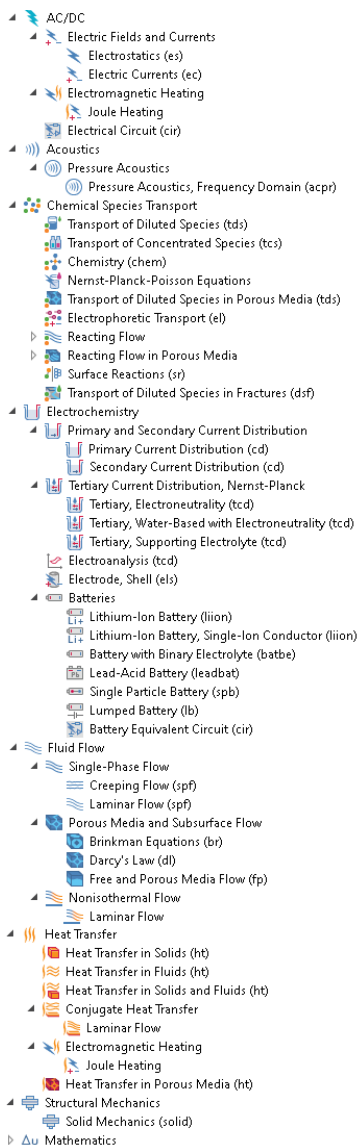 AC/DC
Electric Fields and Currents
Electrostatics (es)
Electric Currents (ec)
Electromagnetic Heating
Joule Heating
Electrical Circuit (cir)
Acoustics
Pressure Acoustics
Pressure Acoustics, Frequency Domain (acpr)
Chemical Species Transport
Transport of Diluted Species (tds)
Transport of Concentrated Species (tcs)
Chemistry (chem)
Nernst-Planck-Poisson Equations
Transport of Diluted Species in Porous Media (tds)
Electrophoretic Transport (el)
Reacting Flow
Reacting Flow in Porous Media
Surface Reactions (sr)
Transport of Diluted Species in Fractures (dsf)
Electrochemistry
Primary and Secondary Current Distribution
Primary Current Distribution (cd)
Secondary Current Distribution (cd)
Tertiary Current Distribution, Nernst-Planck
Tertiary, Electroneutrality (tcd)
Tertiary, Water-Based with Electroneutrality (tcd)
Tertiary, Supporting Electrolyte (tcd)
Electroanalysis (tcd)
Electrode, Shell (els)
Batteries
Lithium-Ion Battery (liion)
Lithium-Ion Battery, Single-Ion Conductor (liion)
Battery with Binary Electrolyte (batbe)
Lead-Acid Battery (leadbat)
Single Particle Battery (spb)
Lumped Battery (lb)
Battery Equivalent Circuit (cir)
Fluid Flow
Single-Phase Flow
Creeping Flow (spf)
Laminar Flow (spf)
Porous Media and Subsurface Flow
Brinkman Equations (br)
Darcy's Law (dl)
Free and Porous Media Flow (fp)
Nonisothermal Flow
Laminar Flow
Heat Transfer
Heat Transfer in Solids (ht)
Heat Transfer in Fluids (ht)
Heat Transfer in Solids and Fluids (ht)
Conjugate Heat Transfer
Laminar Flow
Electromagnetic Heating
Joule Heating
Heat Transfer in Porous Media (ht)
Structural Mechanics
Solid Mechanics (solid)
Δu Mathematics